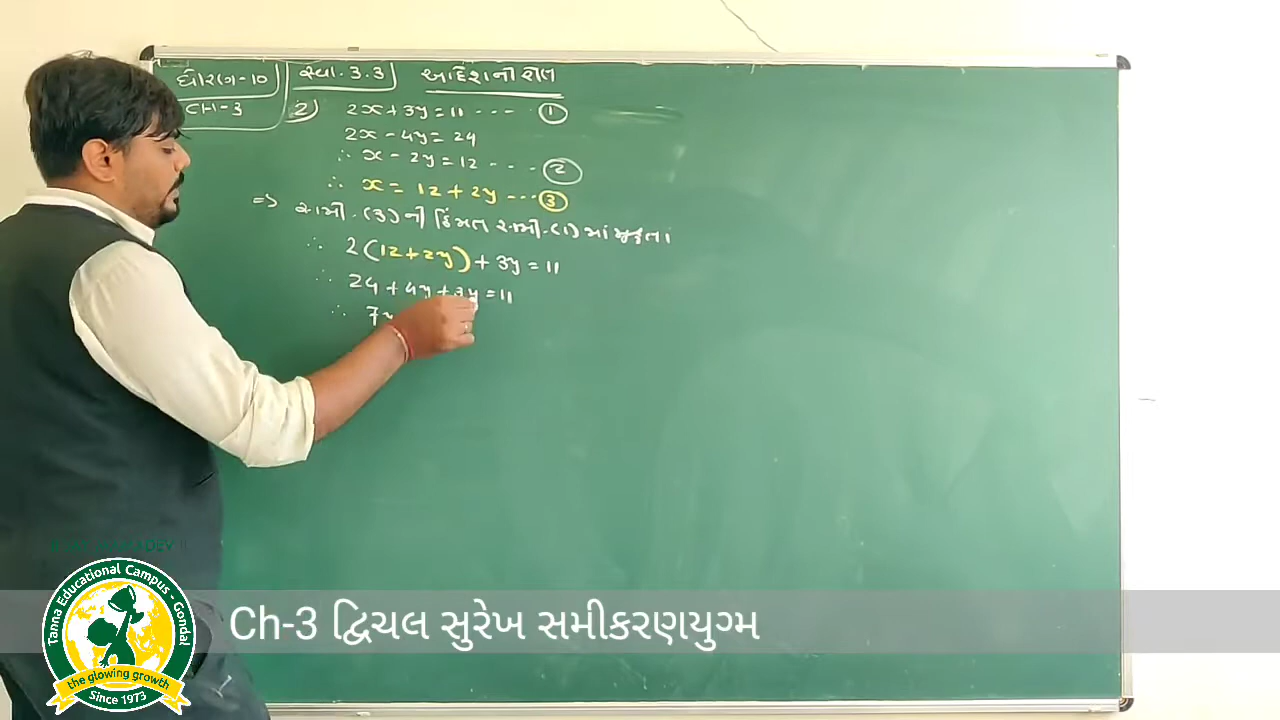 ધોરણ-10
CH-3
સ્વા. 3.3
આદેશની રીત
2) 2x+3y=11 --- ①
2x-4y=24
∴ x-2y=12 --- ②
∴ x=12+2y --- ③
=> સમી.(3)ની કિંમત સમી.(1) માં મુકતા
∴ 2(12+2y)+3y=11
∴ 24+4y+3y=11
∴ 7y
Ch-3 દ્વિચલ સુરેખ સમીકરણયુગ્મ
Tanna Educational Campus - Gondal
the glowing growth
Since 1973